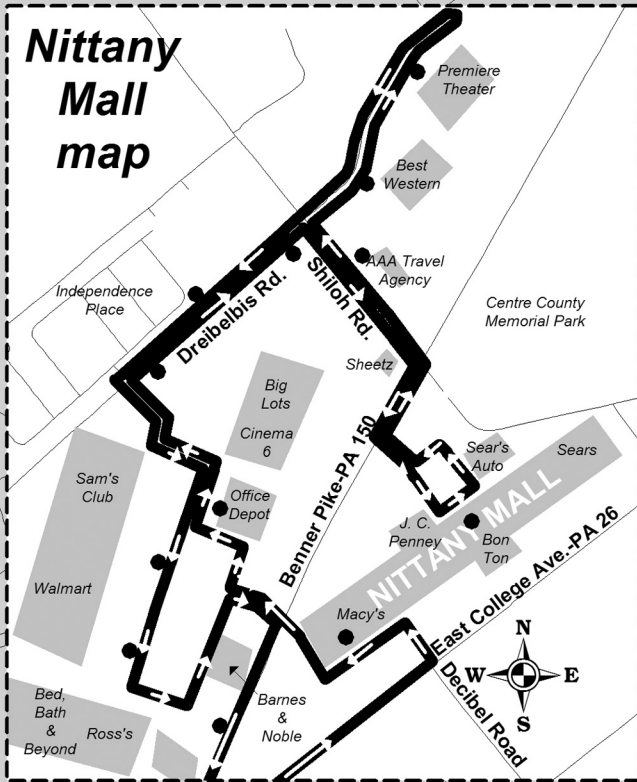 Nittany
Mall
map
Premiere
Theater
Best
Western
AAA Travel
Agency
Independence
Place
Dreibelbis Rd.
Shiloh Rd.
Centre County
Memorial Park
Sheetz
Big
Lots
Cinema
6
Benner Pike-PA 150
Sear's
Auto
Sears
Sam's
Club
Office
Depot
J. C.
Penney
NITTANY MALL
Bon
Ton
Walmart
Macy's
East College Ave.-PA 26
Decibel Road
N
W
E
S
Bed,
Bath
&
Beyond
Ross's
Barnes
&
Noble